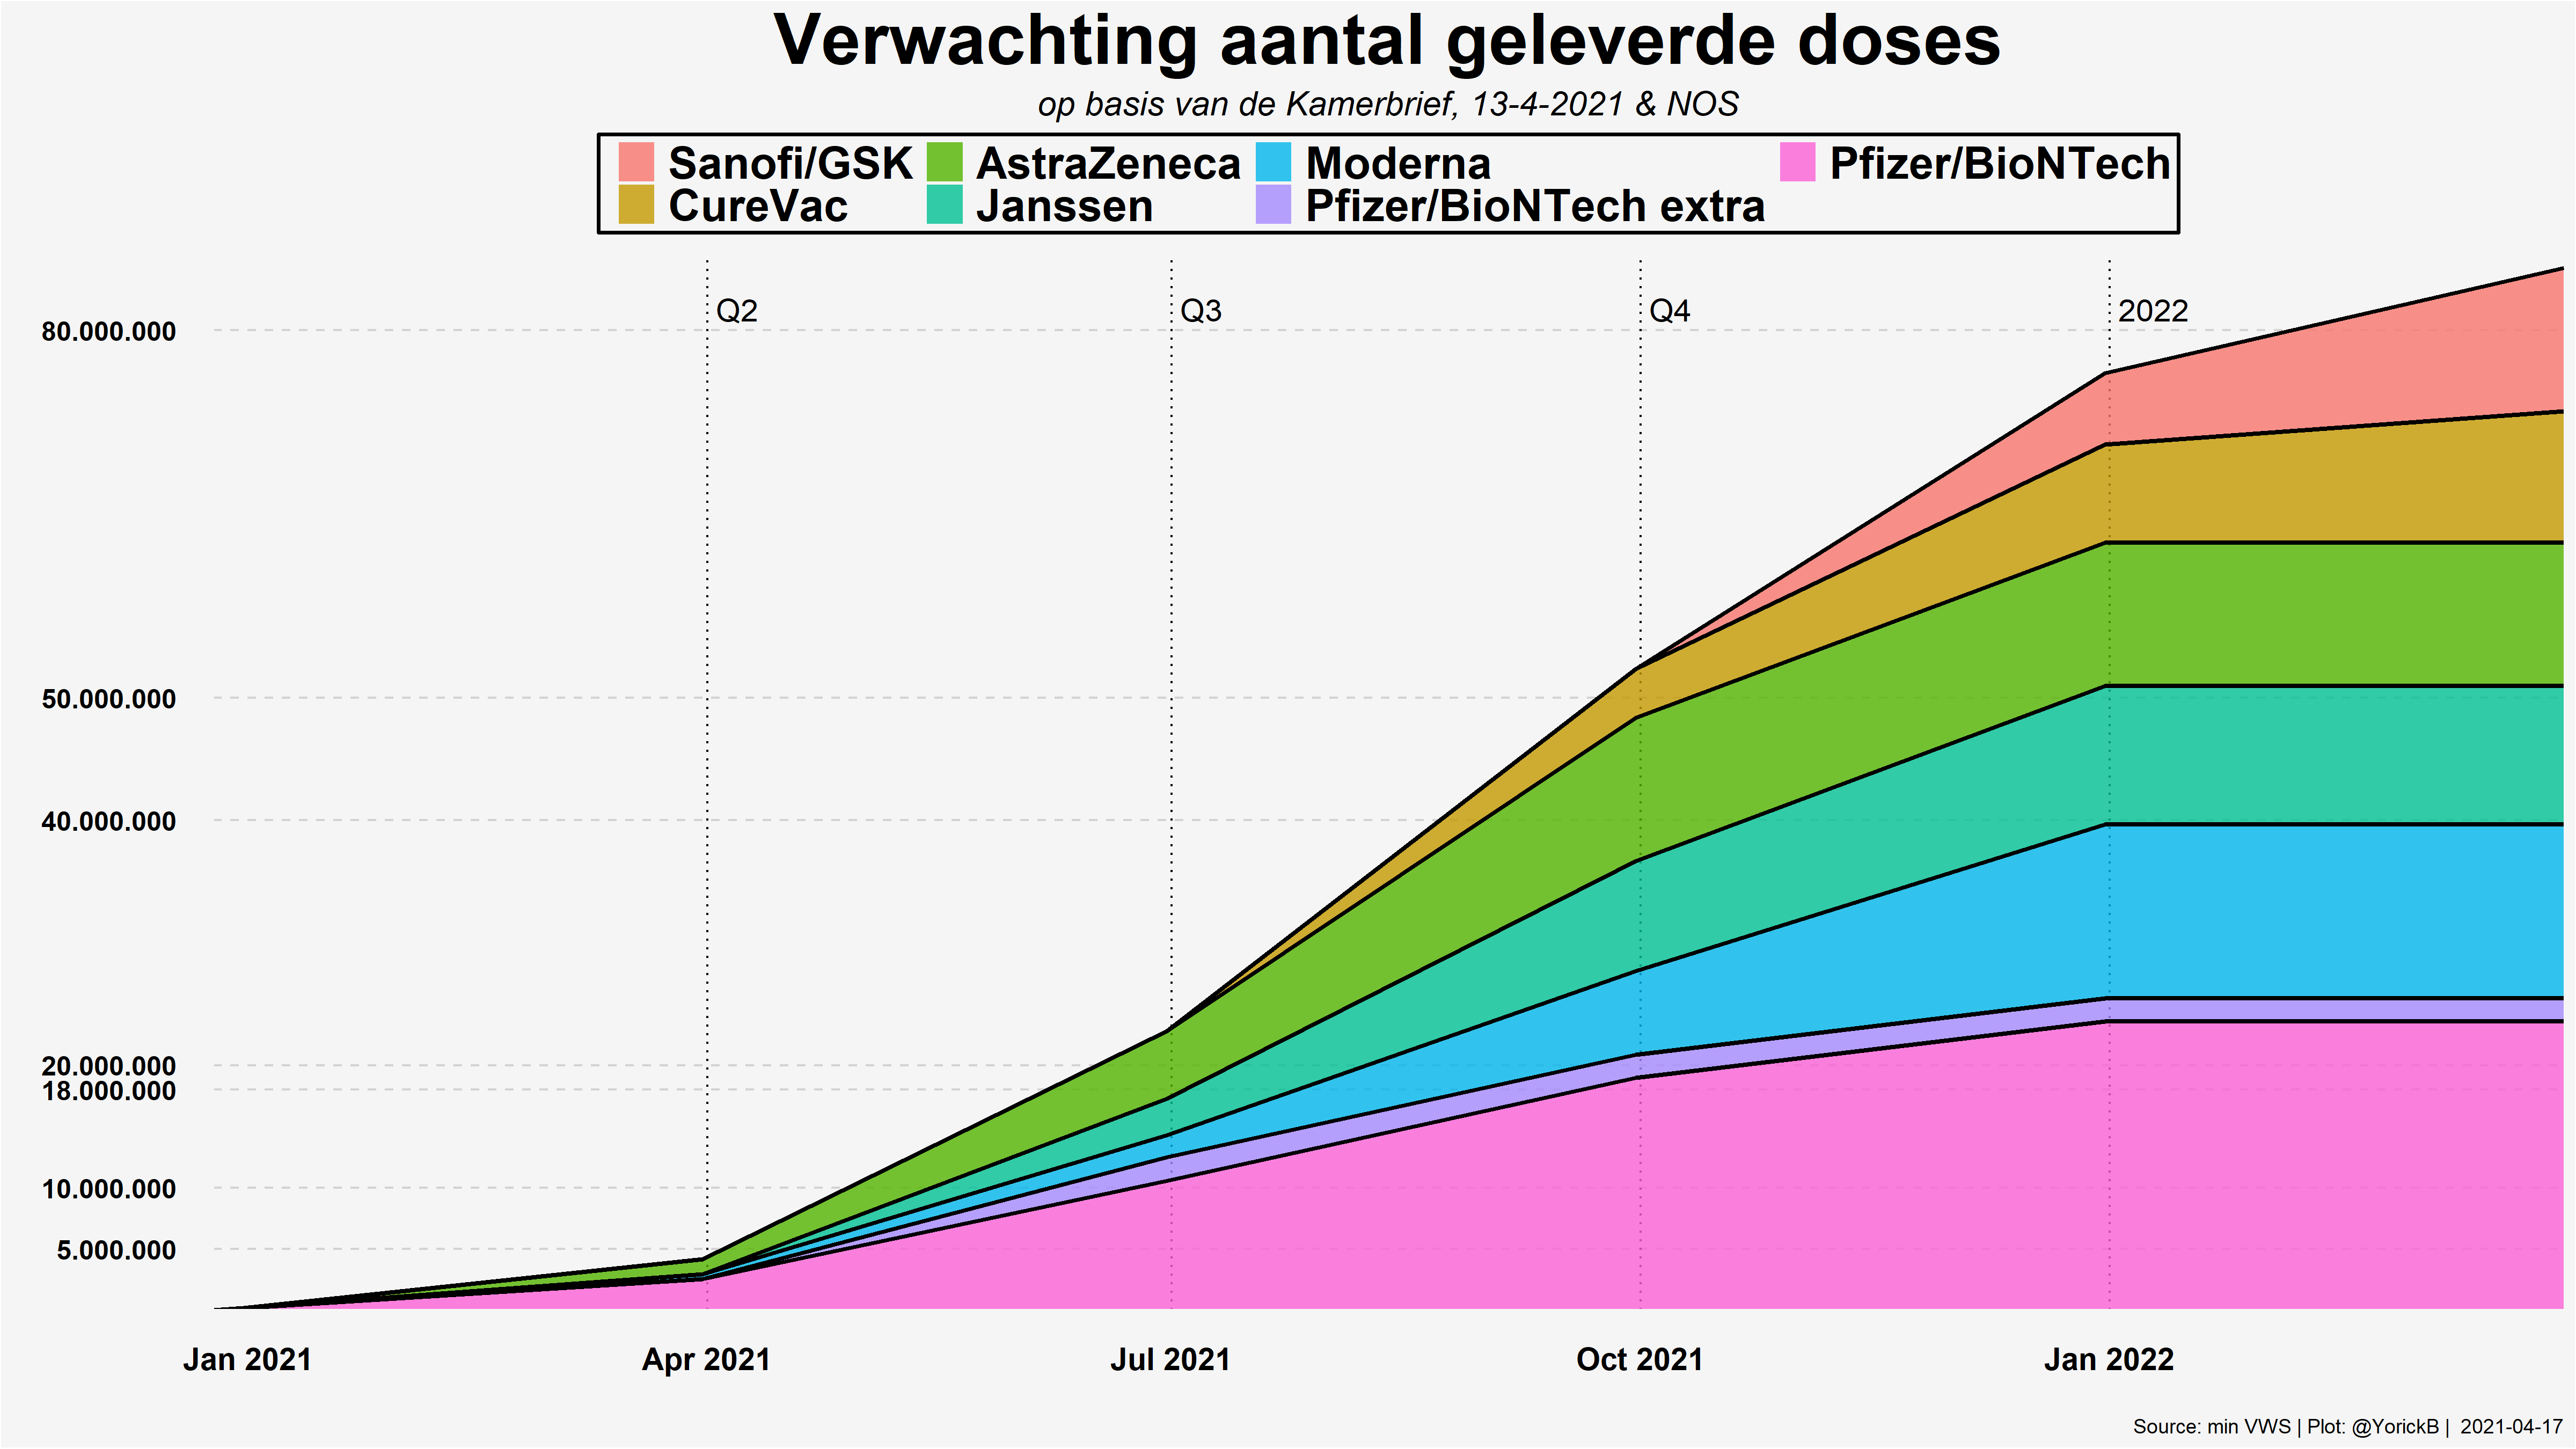 Verwachting aantal geleverde doses
op basis van de Kamerbrief, 13-4-2021 & NOS
Sanofi/GSK AstraZeneca Moderna Pfizer/BioNTech
CureVac Janssen Pfizer/BioNTech extra
Q2 Q3 Q4 2022
80.000.000
50.000.000
40.000.000
20.000.000
18.000.000
10.000.000
5.000.000
Jan 2021 Apr 2021 Jul 2021 Oct 2021 Jan 2022
Source: min VWS | Plot: @YorickB | 2021-04-17